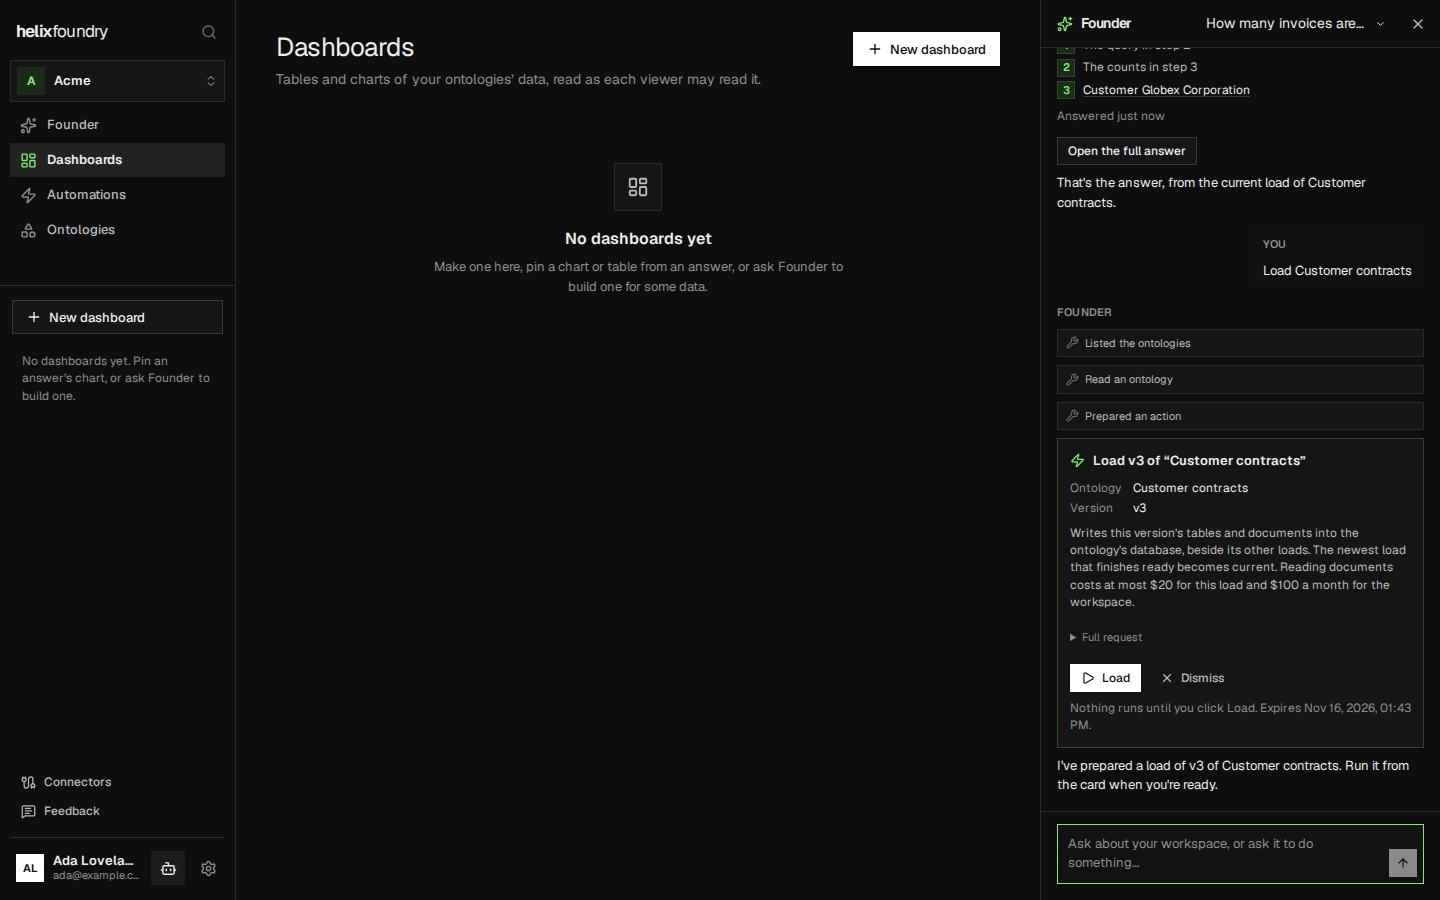 helixfoundry
A Acme
Founder
Dashboards
Automations
Ontologies
New dashboard
No dashboards yet. Pin an
answer's chart, or ask Founder to
build one.
Connectors
Feedback
AL
Ada Lovela...
ada@example.c...
Dashboards
Tables and charts of your ontologies' data, read as each viewer may read it.
New dashboard
No dashboards yet
Make one here, pin a chart or table from an answer, or ask Founder to
build one for some data.
Founder
How many invoices are...
2 The counts in step 3
3 Customer Globex Corporation
Answered just now
Open the full answer
That's the answer, from the current load of Customer
contracts.
YOU
Load Customer contracts
FOUNDER
Listed the ontologies
Read an ontology
Prepared an action
Load v3 of “Customer contracts”
Ontology Customer contracts
Version v3
Writes this version's tables and documents into the
ontology's database, beside its other loads. The newest load
that finishes ready becomes current. Reading documents
costs at most $20 for this load and $100 a month for the
workspace.
Full request
Load
Dismiss
Nothing runs until you click Load. Expires Nov 16, 2026, 01:43
PM.
I've prepared a load of v3 of Customer contracts. Run it from
the card when you're ready.
Ask about your workspace, or ask it to do
something...